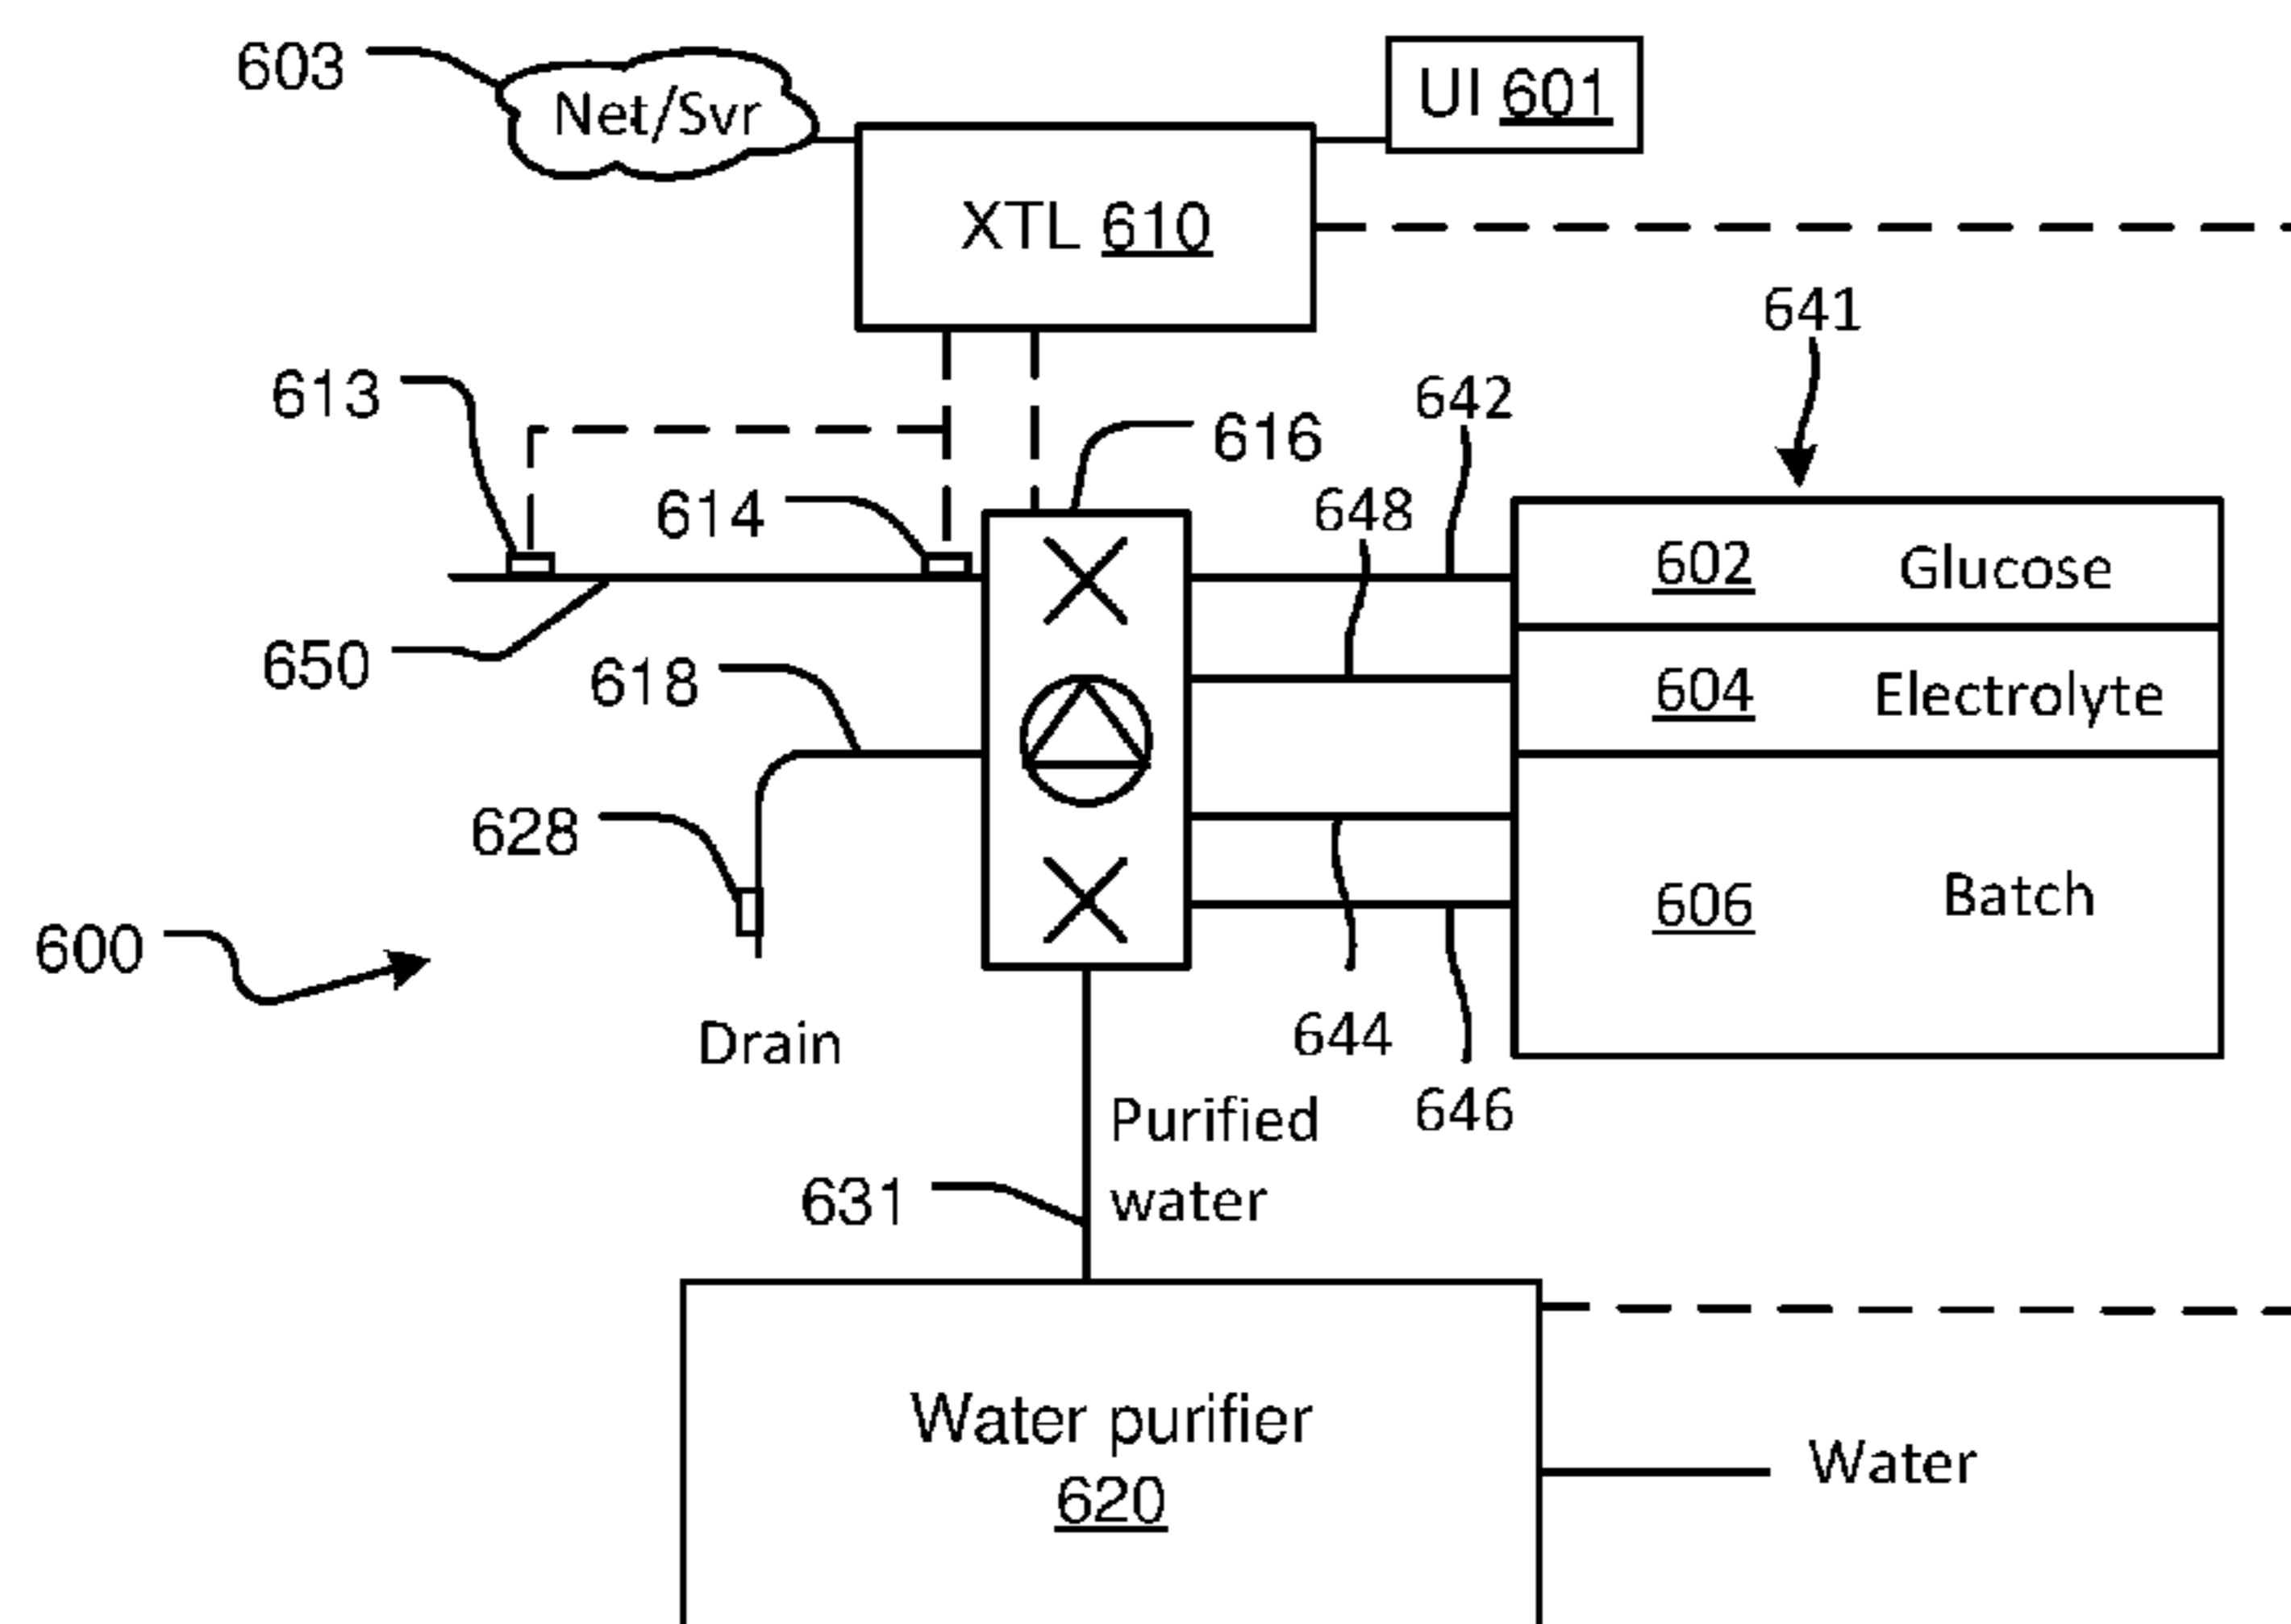 603
Net/Svr
UI 601
XTL 610
641
613
642
616
614
648
602 Glucose
650
618
604 Electrolyte
628
606 Batch
600
644
Drain
646
Purified
water
631
Water purifier
620
Water